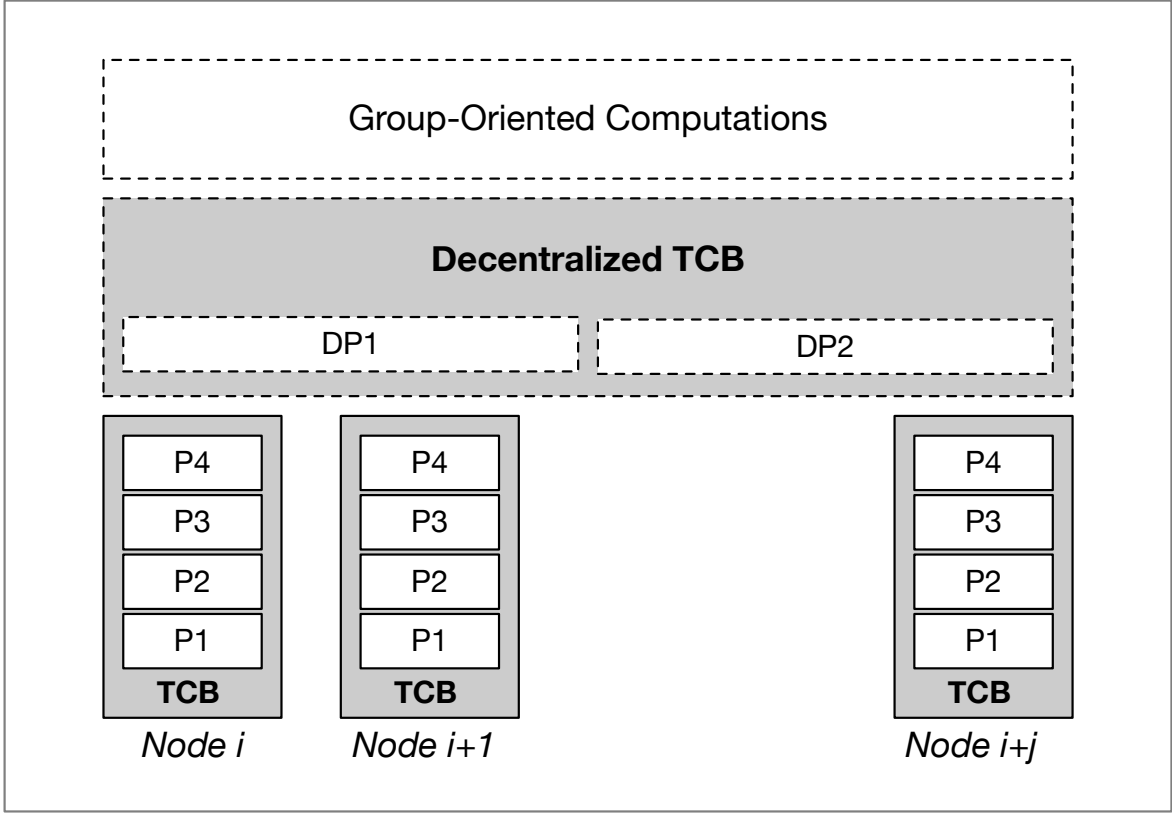 Group-Oriented Computations
Decentralized TCB
DP1 DP2
P4 P4 P4
P3 P3 P3
P2 P2 P2
P1 P1 P1
TCB TCB TCB
Node i Node i+1 Node i+j